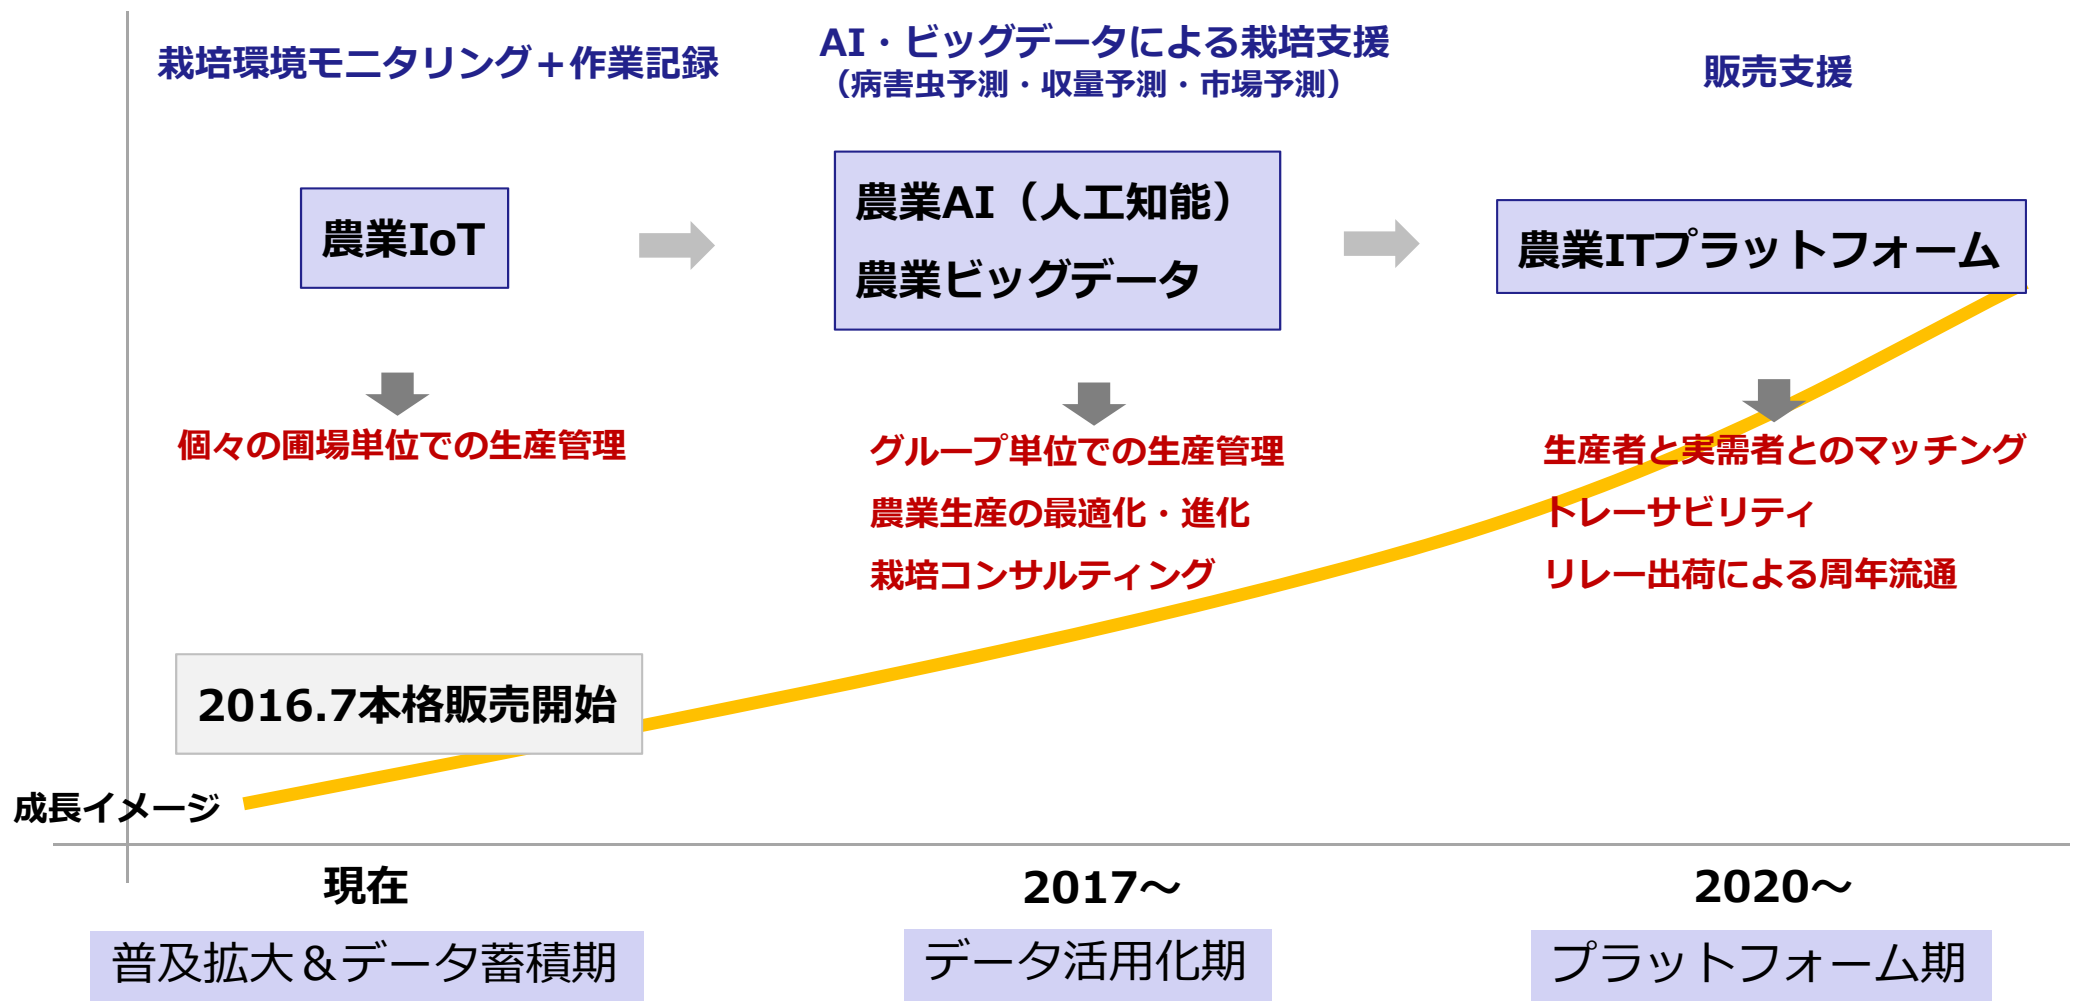 栽培環境モニタリング＋作業記録
AI・ビッグデータによる栽培支援
（病害虫予測・収量予測・市場予測）
販売支援
農業IoT
農業AI（人工知能）
農業ビッグデータ
農業ITプラットフォーム
個々の圃場単位での生産管理
グループ単位での生産管理
農業生産の最適化・進化
栽培コンサルティング
生産者と実需者とのマッチング
トレーサビリティ
リレー出荷による周年流通
2016.7本格販売開始
成長イメージ
現在
2017～
2020～
普及拡大＆データ蓄積期
データ活用化期
プラットフォーム期